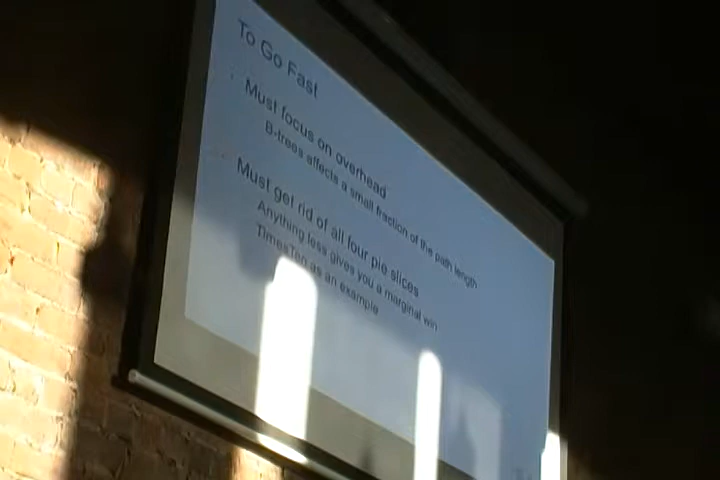 To Go Fast
Must focus on overhead
B-trees affects a small fraction of the path length
Must get rid of all four pie slices
Anything less gives you a marginal win
TimesTen as an example